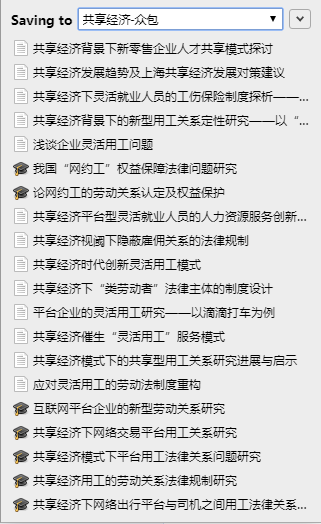 Saving to 共享经济-众包
共享经济背景下新零售企业人才共享模式探讨
共享经济发展趋势及上海共享经济发展对策建议
共享经济下灵活就业人员的工伤保险制度探析——...
共享经济背景下的新型用工关系定性研究——以“...
浅谈企业灵活用工问题
我国“网约工”权益保障法律问题研究
论网约工的劳动关系认定及权益保护
共享经济平台型灵活就业人员的人力资源服务创新...
共享经济视阈下隐蔽雇佣关系的法律规制
共享经济时代创新灵活用工模式
共享经济下“类劳动者”法律主体的制度设计
平台企业的灵活用工研究——以滴滴打车为例
共享经济催生“灵活用工”服务模式
共享经济模式下的共享型用工关系研究进展与启示
应对灵活用工的劳动法制度重构
互联网平台企业的新型劳动关系研究
共享经济下网络交易平台用工关系研究
共享经济模式下平台用工法律关系问题研究
共享经济用工的劳动关系法律规制研究
共享经济下网络出行平台与司机之间用工法律关系...